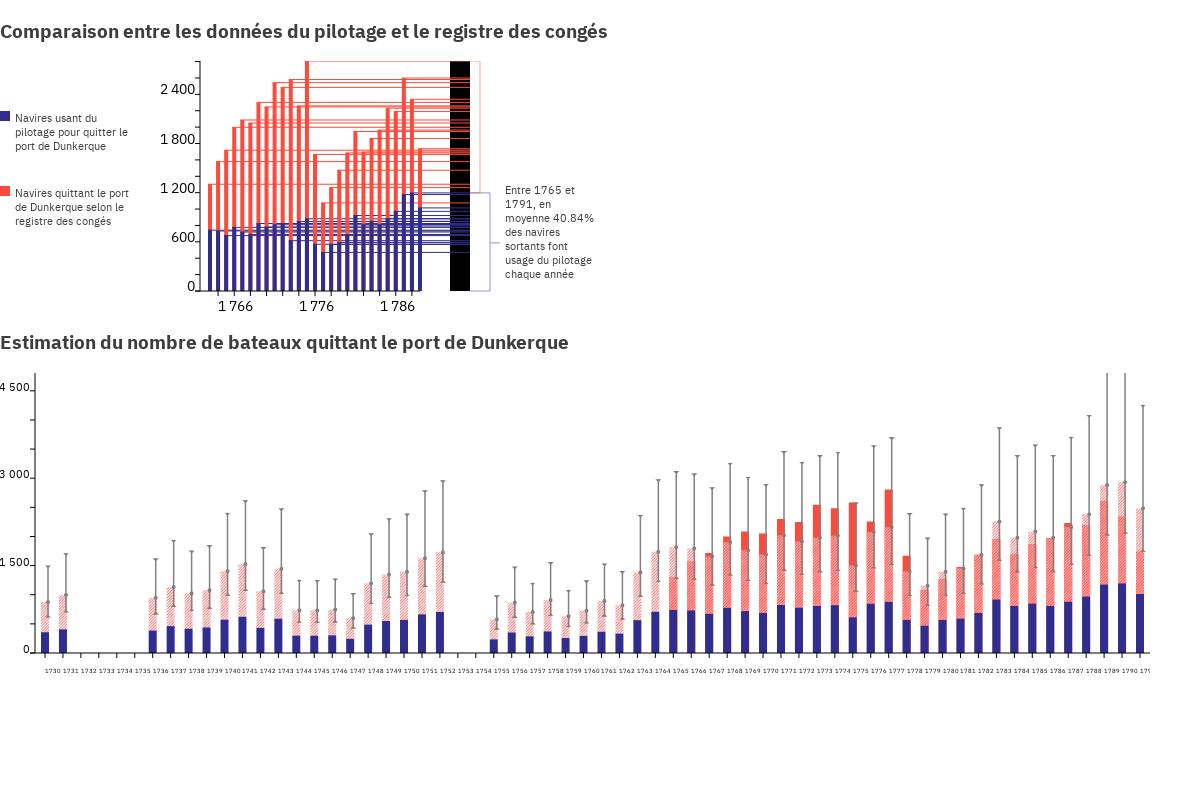 Comparaison entre les données du pilotage et le registre des congés
Navires usant du
pilotage pour quitter le
port de Dunkerque
Navires quittant le port
de Dunkerque selon le
registre des congés
2 400
1 800
1 200
600
0
1 766 1 776 1 786
Entre 1765 et
1791, en
moyenne 40.84%
des navires
sortants font
usage du pilotage
chaque année
Estimation du nombre de bateaux quittant le port de Dunkerque
4 500
3 000
1 500
0
1730 1731 1732 1733 1734 1735 1736 1737 1738 1739 1740 1741 1742 1743 1744 1745 1746 1747 1748 1749 1750 1751 1752 1753 1754 1755 1756 1757 1758 1759 1760 1761 1762 1763 1764 1765 1766 1767 1768 1769 1770 1771 1772 1773 1774 1775 1776 1777 1778 1779 1780 1781 1782 1783 1784 1785 1786 1787 1788 1789 1790 179